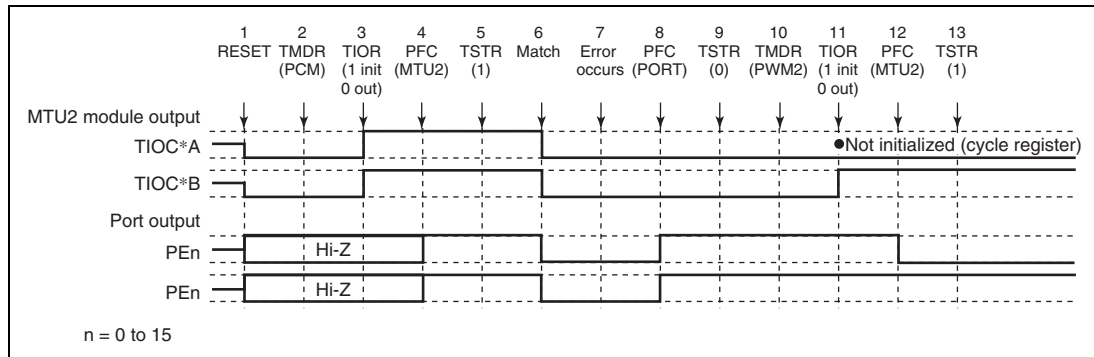 1 2 3 4 5 6 7 8 9 10 11 12 13
RESET TMDR TIOR PFC TSTR Match Error PFC TSTR TMDR TIOR PFC TSTR
(PCM) (1 init (MTU2) (1) occurs (PORT) (0) (PWM2) (1 init (MTU2) (1)
0 out) 0 out)
MTU2 module output
TIOC*A ●Not initialized (cycle register)
TIOC*B
Port output
PEn Hi-Z
PEn Hi-Z
n = 0 to 15